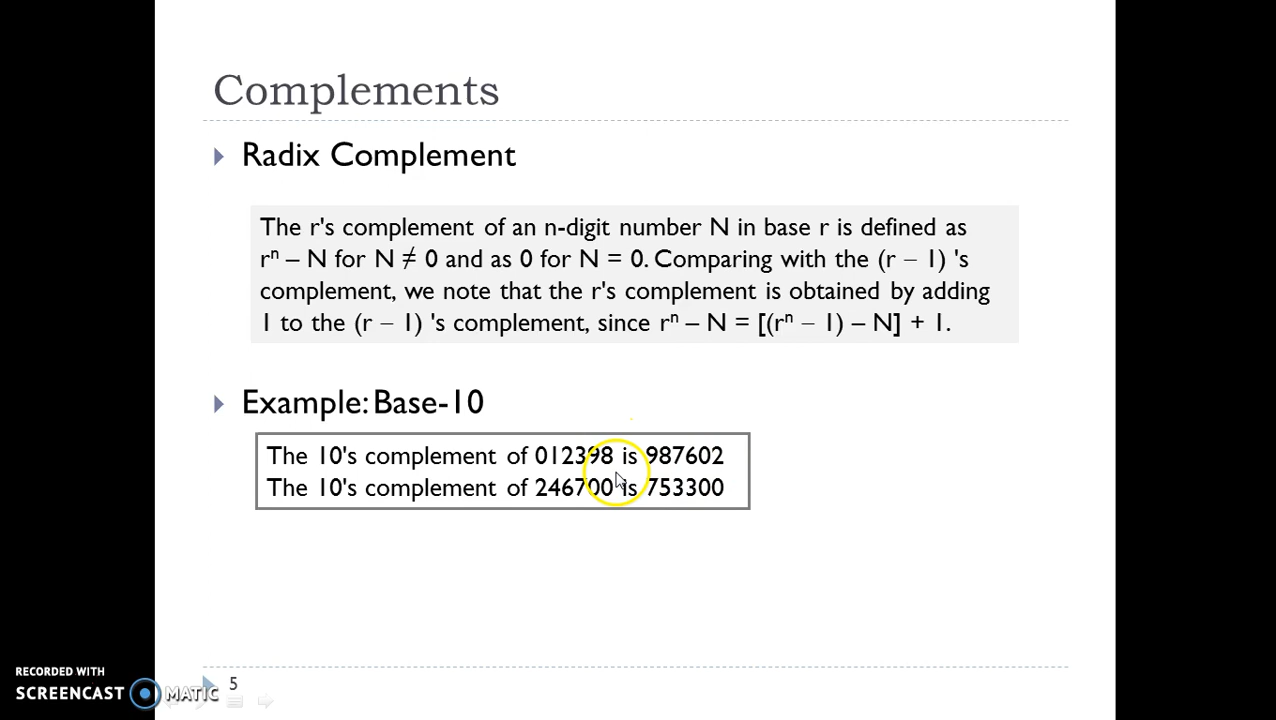 Complements
Radix Complement
The r's complement of an n-digit number N in base r is defined as
rⁿ – N for N ≠ 0 and as 0 for N = 0. Comparing with the (r – 1) 's
complement, we note that the r's complement is obtained by adding
1 to the (r – 1) 's complement, since rⁿ – N = [(rⁿ – 1) – N] + 1.
Example: Base-10
The 10's complement of 012398 is 987602
The 10's complement of 246700 is 753300
RECORDED WITH
SCREENCAST MATIC
5